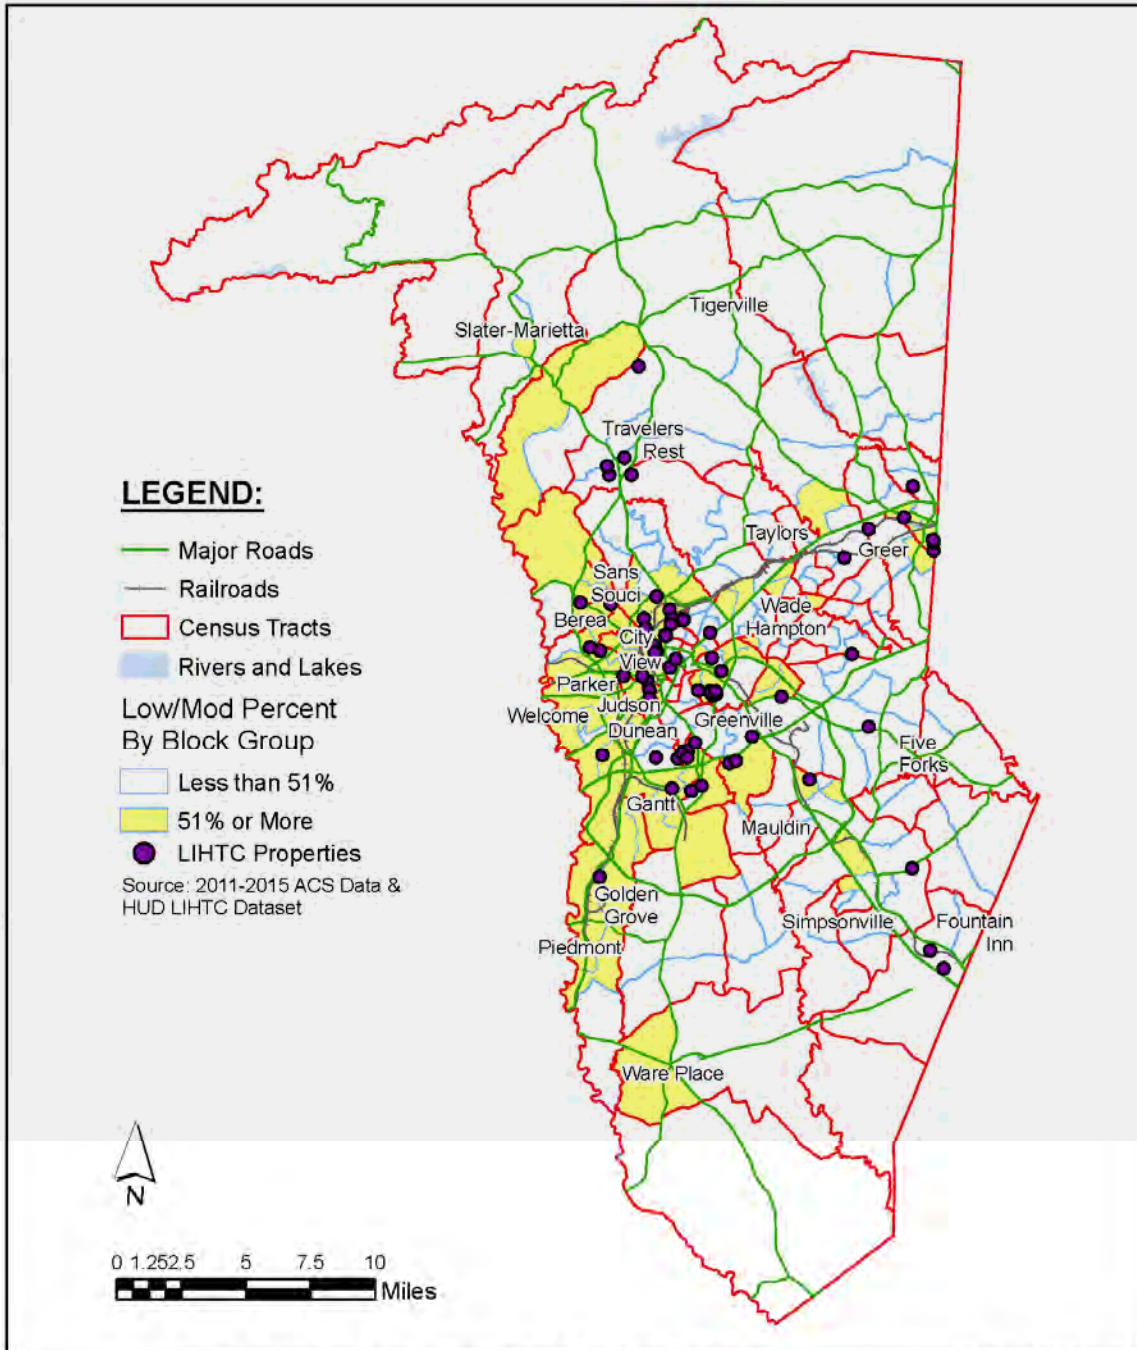 Tigerville
Slater-Marietta
Travelers
Rest
LEGEND:
Major Roads
Railroads
Census Tracts
Rivers and Lakes
Low/Mod Percent
By Block Group
Less than 51%
51% or More
LIHTC Properties
Source: 2011-2015 ACS Data &
HUD LIHTC Dataset
Taylors
Greer
Sans
Souci
Berea
Wade
Hampton
City
View
Parker
Judson
Welcome
Dunean
Greenville
Five
Forks
Gantt
Mauldin
Golden
Grove
Simpsonville
Fountain
Inn
Piedmont
Ware Place
N
0 1.252.5 5 7.5 10
Miles